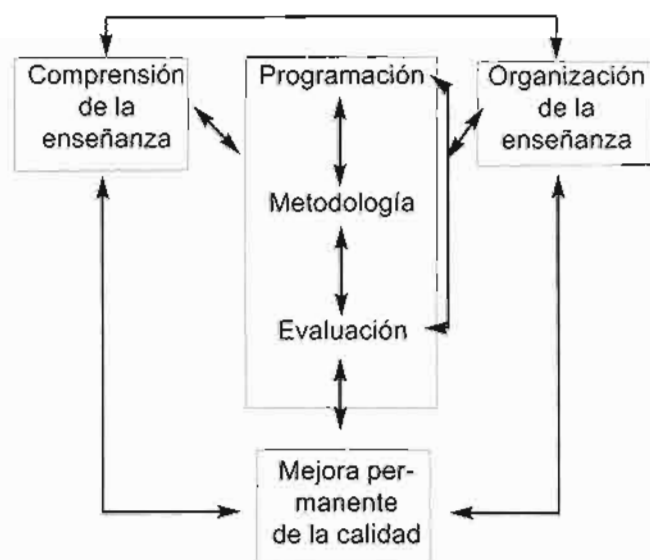 Comprensión
de la
enseñanza
Programación
Metodología
Evaluación
Organización
de la
enseñanza
Mejora per-
manente
de la calidad